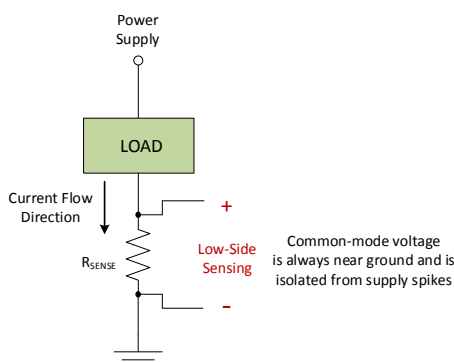 Power
Supply
LOAD
Current Flow
Direction
+
RSENSE
Low-Side
Sensing
Common-mode voltage
is always near ground and is
isolated from supply spikes
-